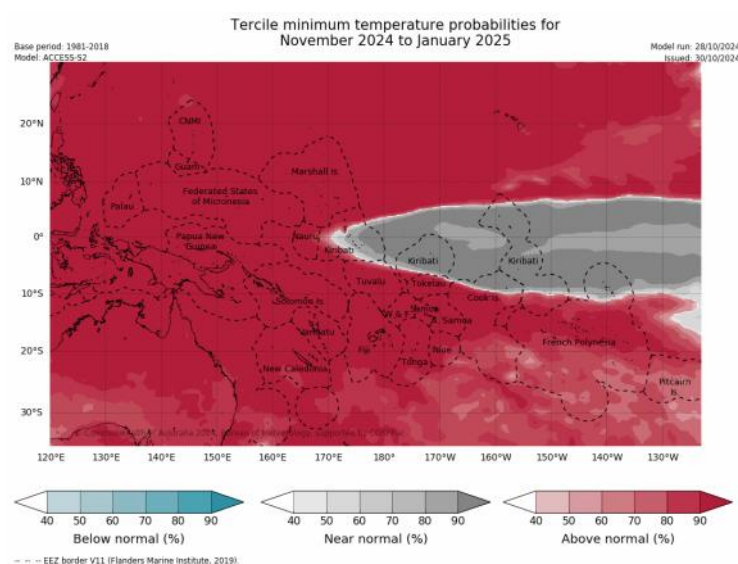 Tercile minimum temperature probabilities for
November 2024 to January 2025
Base period: 1981-2018
Model: ACCESS-S2
Model run: 28/10/2024
Issued: 30/10/2024
20°N
10°N
0°
10°S
20°S
30°S
CNMI
Guam
Marshall Is.
Federated States
of Micronesia
Palau
Papua New
Guinea
Nauru
Kiribati
Kiribati
Kiribati
Tuvalu
Tokelau
Solomon Is.
Cook Is.
W & F
Samoa
A. Samoa
Vanuatu
Fiji
Niue
Tonga
French Polynesia
New Caledonia
Pitcairn
Is.
120°E 130°E 140°E 150°E 160°E 170°E 180° 170°W 160°W 150°W 140°W 130°W
40 50 60 70 80 90
Below normal (%)
40 50 60 70 80 90
Near normal (%)
40 50 60 70 80 90
Above normal (%)
-- -- -- EEZ border V11 (Flanders Marine Institute, 2019).